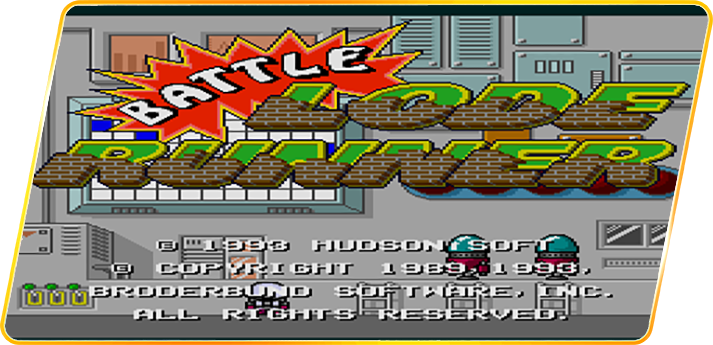 BATTLE
LODE
RUNNER
© 1993 HUDSON SOFT
© COPYRIGHT 1989,1993,
BRODERBUND SOFTWARE,INC.
ALL RIGHTS RESERVED.